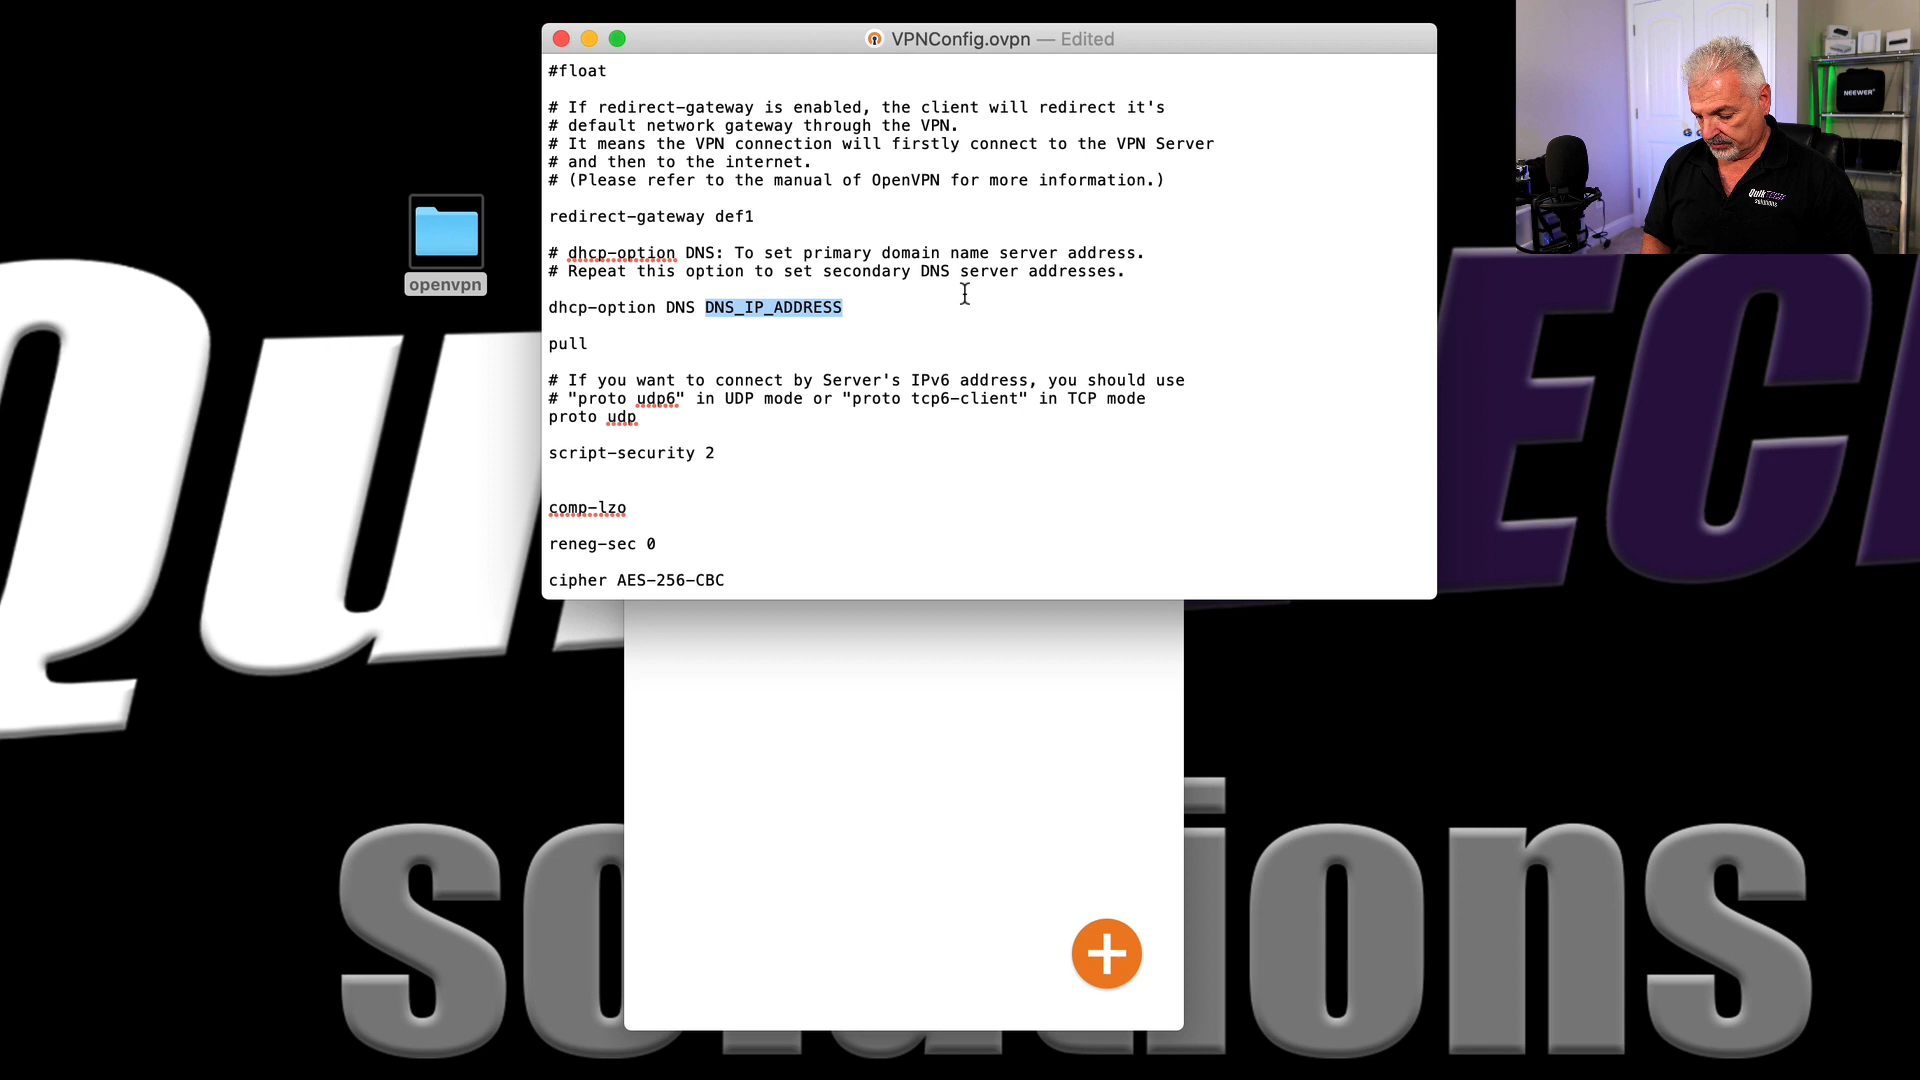 VPNConfig.ovpn — Edited
#float
# If redirect-gateway is enabled, the client will redirect it's
# default network gateway through the VPN.
# It means the VPN connection will firstly connect to the VPN Server
# and then to the internet.
# (Please refer to the manual of OpenVPN for more information.)
redirect-gateway def1
# dhcp-option DNS: To set primary domain name server address.
# Repeat this option to set secondary DNS server addresses.
dhcp-option DNS DNS_IP_ADDRESS
pull
# If you want to connect by Server's IPv6 address, you should use
# "proto udp6" in UDP mode or "proto tcp6-client" in TCP mode
proto udp
script-security 2
comp-lzo
reneg-sec 0
cipher AES-256-CBC
openvpn
NEEWER
QuikTECH
solutions